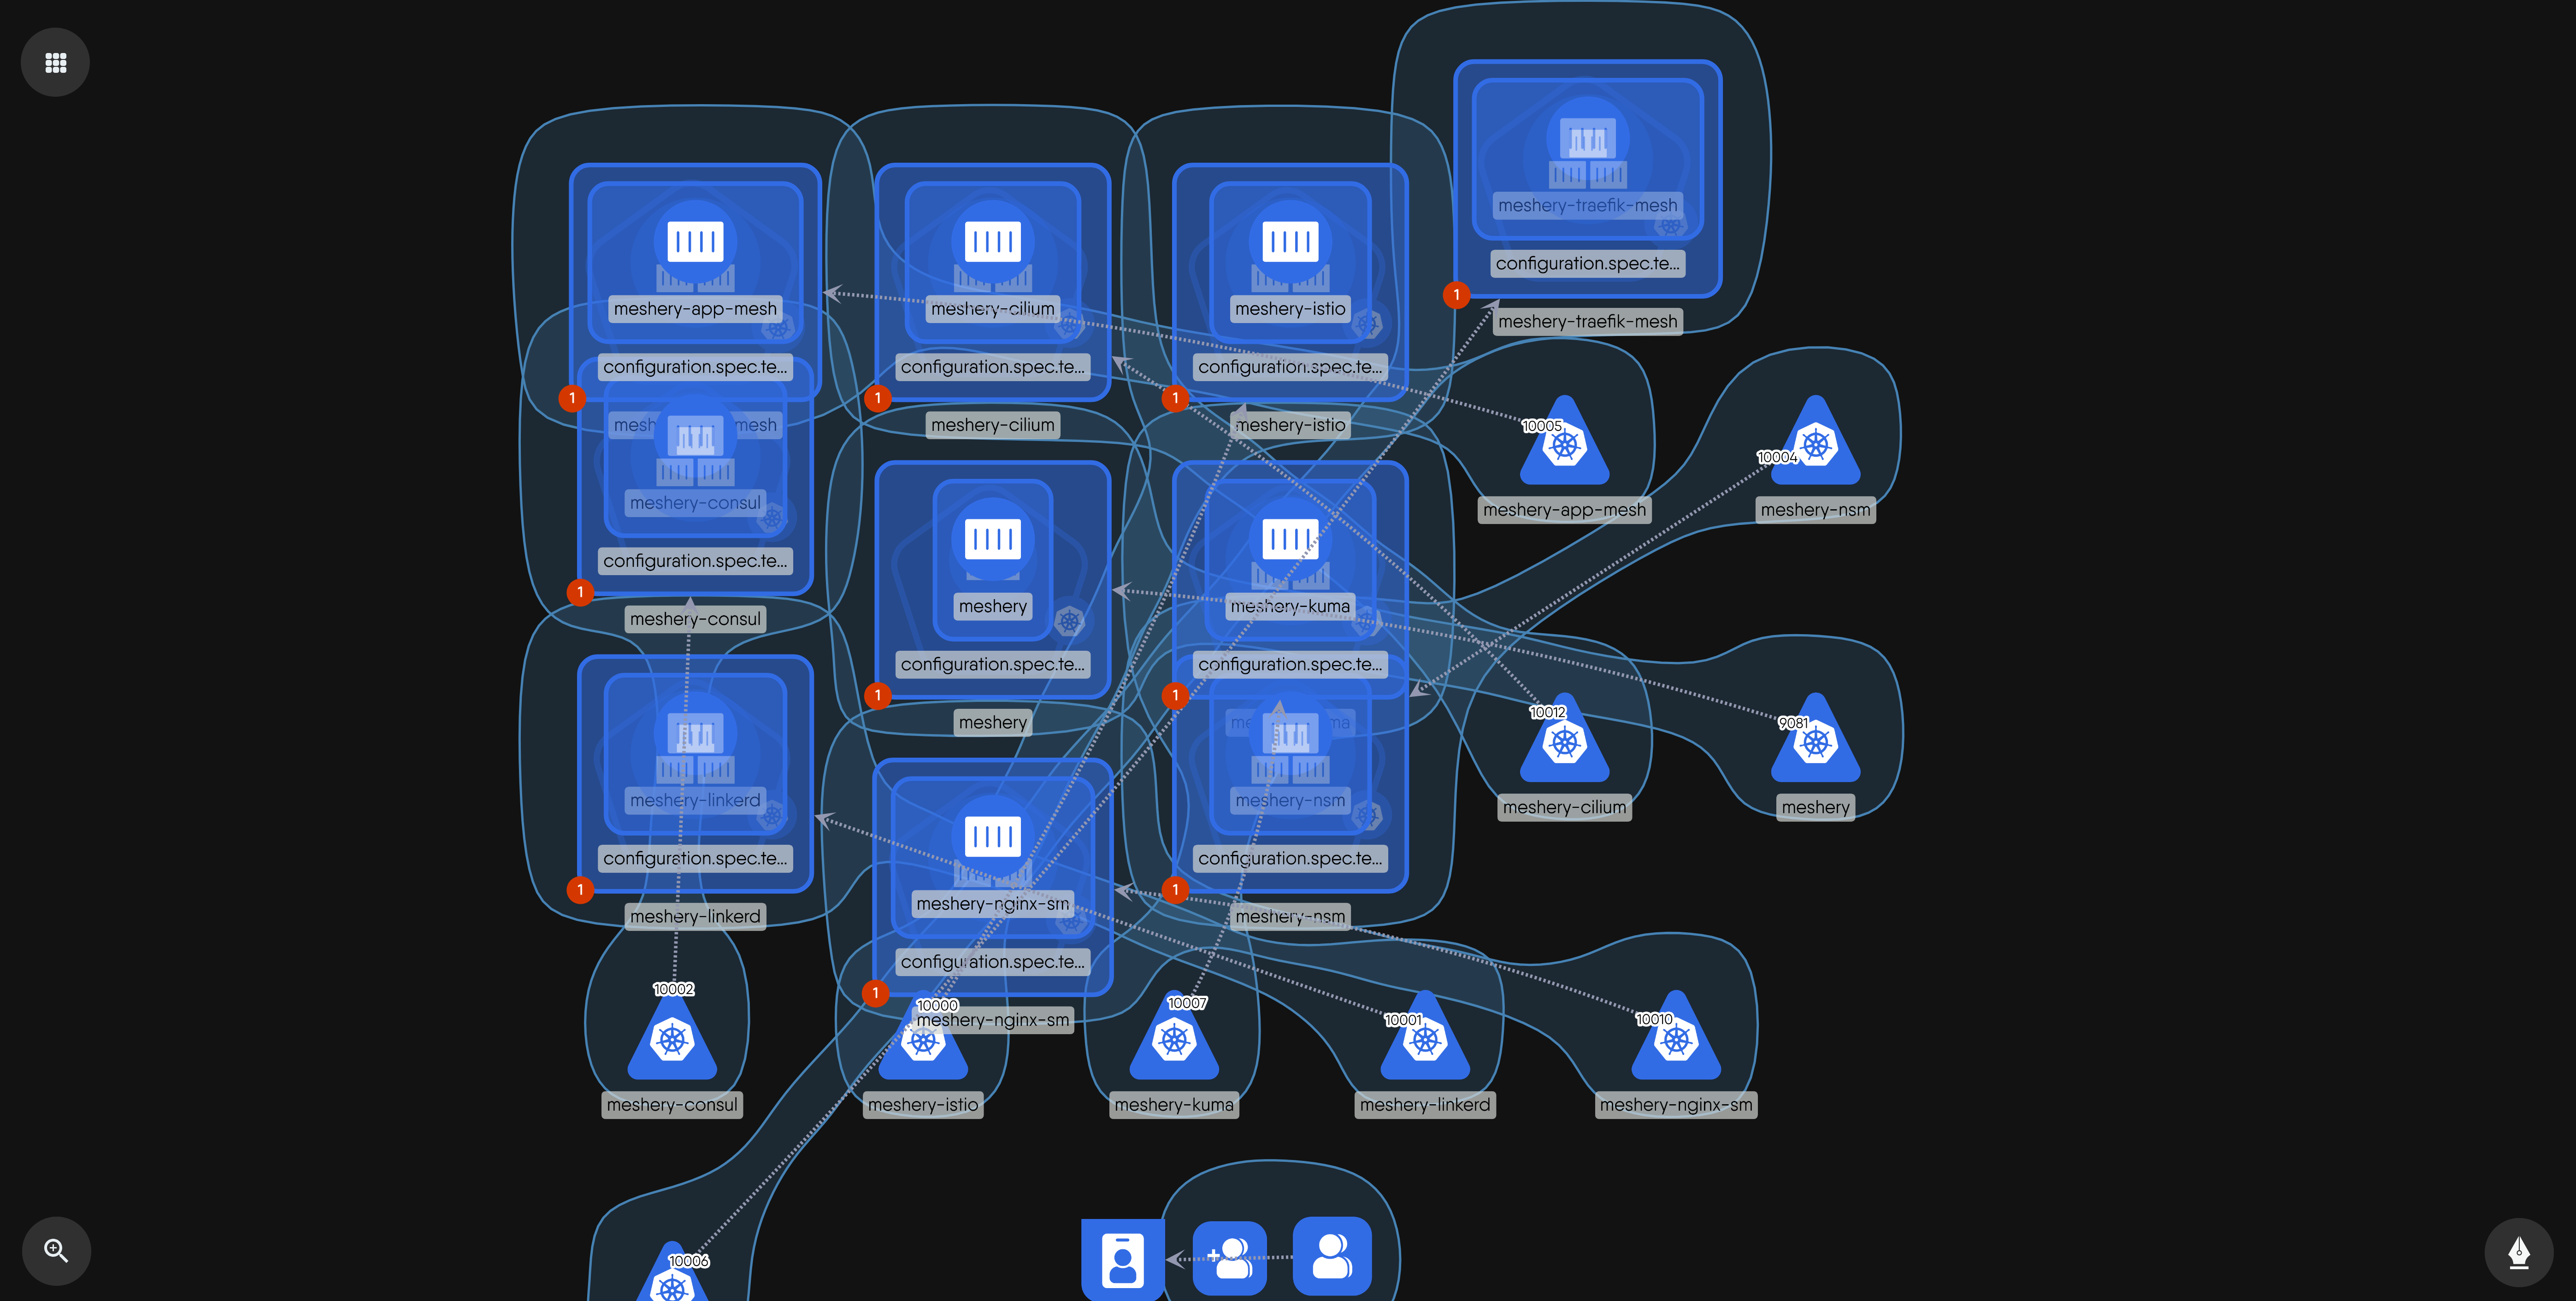 meshery-traefik-mesh
configuration.spec.te...
1
meshery-traefik-mesh
meshery-app-mesh
meshery-cilium
meshery-istio
configuration.spec.te...
configuration.spec.te...
configuration.spec.te...
1
1
1
mesh mesh
meshery-cilium
meshery-istio
10005
10004
meshery-consul
meshery-app-mesh
meshery-nsm
configuration.spec.te...
1
meshery-consul
meshery
meshery-kuma
configuration.spec.te...
configuration.spec.te...
1
1
meshery
me ma
10012
9081
meshery-linkerd
meshery-nsm
meshery-cilium
meshery
configuration.spec.te...
configuration.spec.te...
1
1
meshery-linkerd
meshery-nginx-sm
meshery-nsm
configuration.spec.te...
1
10002
10000
10007
10001
10010
meshery-nginx-sm
meshery-consul
meshery-istio
meshery-kuma
meshery-linkerd
meshery-nginx-sm
10006